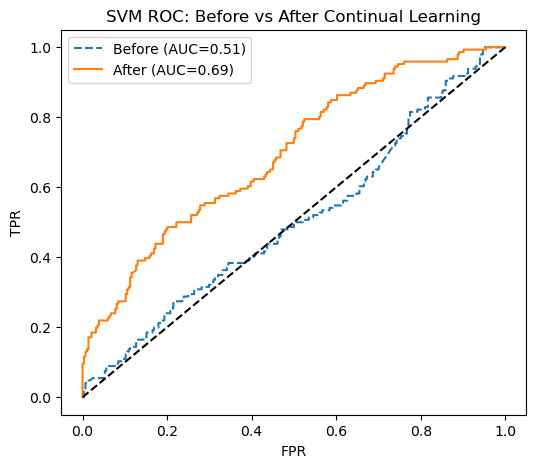 SVM ROC: Before vs After Continual Learning
Before (AUC=0.51)
After (AUC=0.69)
TPR
1.0
0.8
0.6
0.4
0.2
0.0
0.0 0.2 0.4 0.6 0.8 1.0
FPR